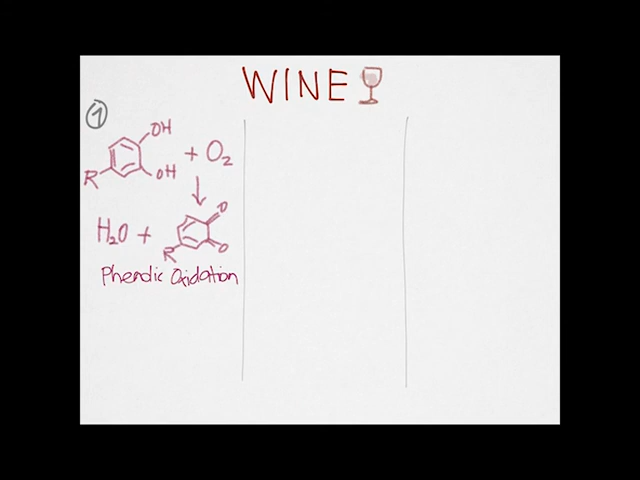 WINE
1
OH
R OH + O₂
H₂O + O
R O
Phenolic Oxidation